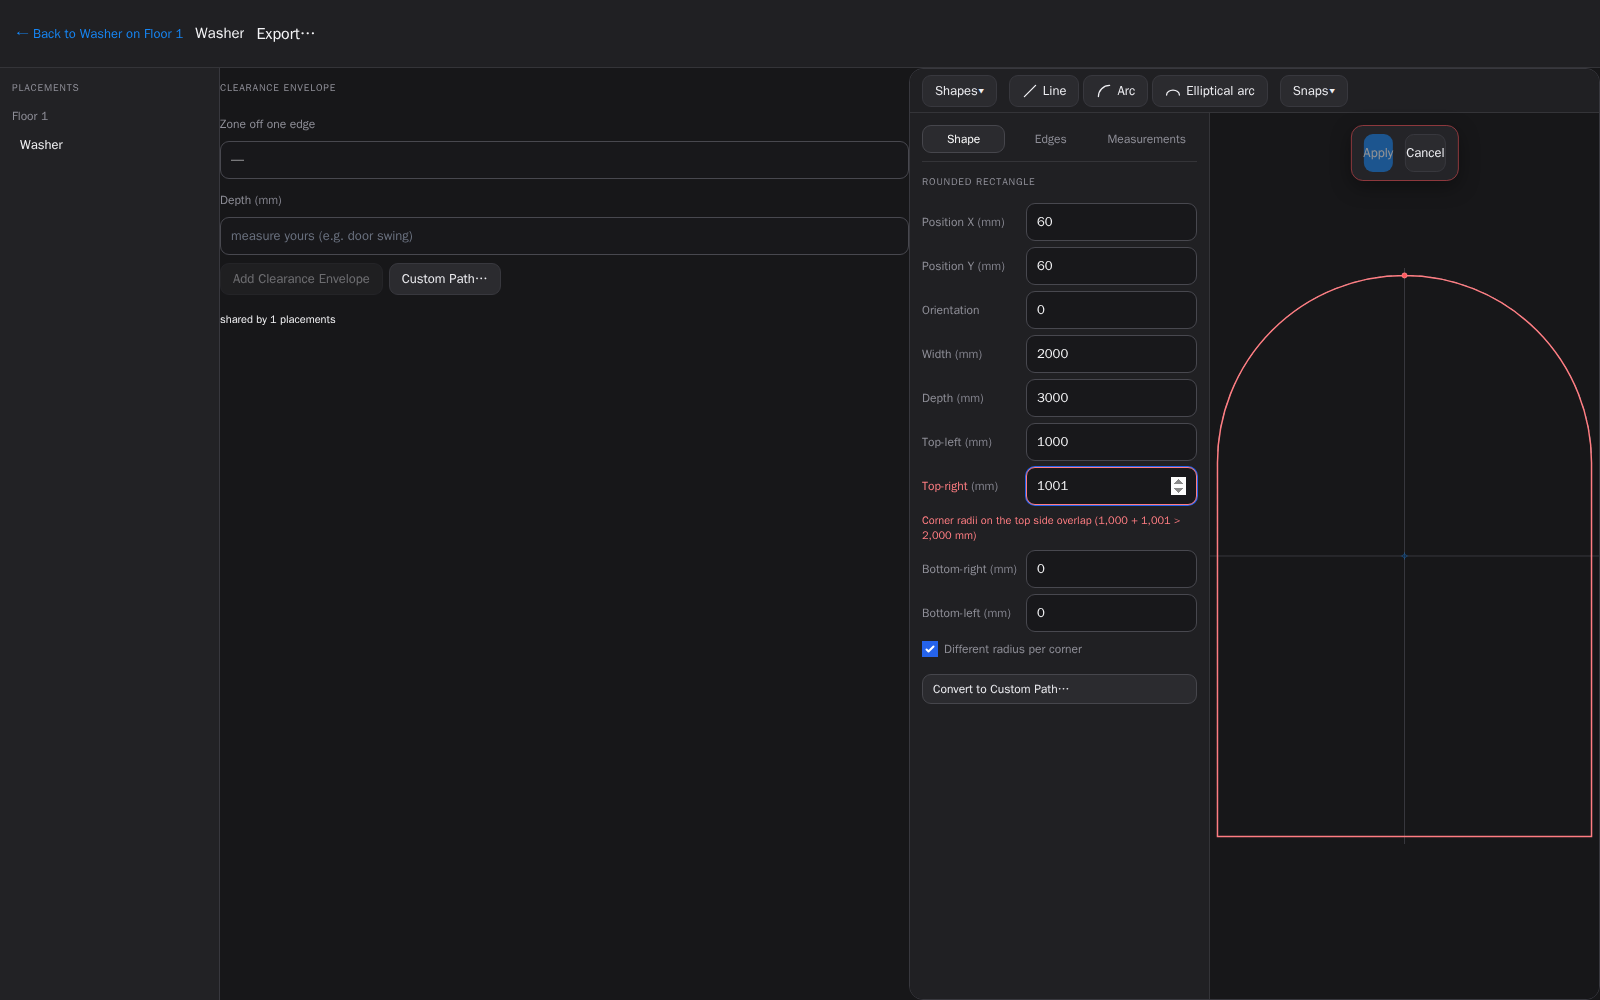 ← Back to Washer on Floor 1 Washer Export⋯
PLACEMENTS
Floor 1
Washer
CLEARANCE ENVELOPE
Zone off one edge
—
Depth (mm)
measure yours (e.g. door swing)
Add Clearance Envelope Custom Path⋯
shared by 1 placements
Shapes▾ Line Arc Elliptical arc Snaps▾
Shape Edges Measurements
ROUNDED RECTANGLE
Position X (mm) 60
Position Y (mm) 60
Orientation 0
Width (mm) 2000
Depth (mm) 3000
Top-left (mm) 1000
Top-right (mm) 1001
Corner radii on the top side overlap (1,000 + 1,001 >
2,000 mm)
Bottom-right (mm) 0
Bottom-left (mm) 0
Different radius per corner
Convert to Custom Path⋯
Apply Cancel